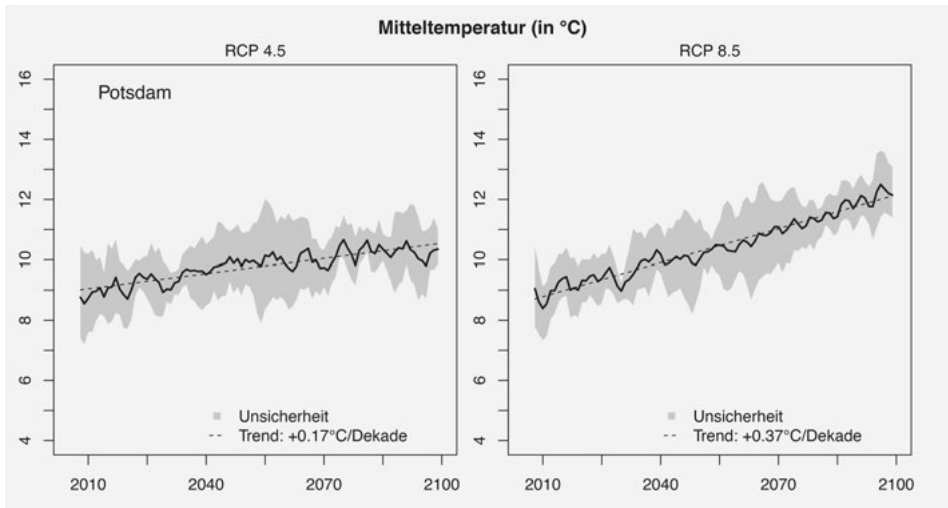 Mitteltemperatur (in °C)
RCP 4.5
RCP 8.5
Potsdam
16
14
12
10
8
6
4
16
14
12
10
8
6
4
Unsicherheit
Trend: +0.17°C/Dekade
Unsicherheit
Trend: +0.37°C/Dekade
2010 2040 2070 2100
2010 2040 2070 2100